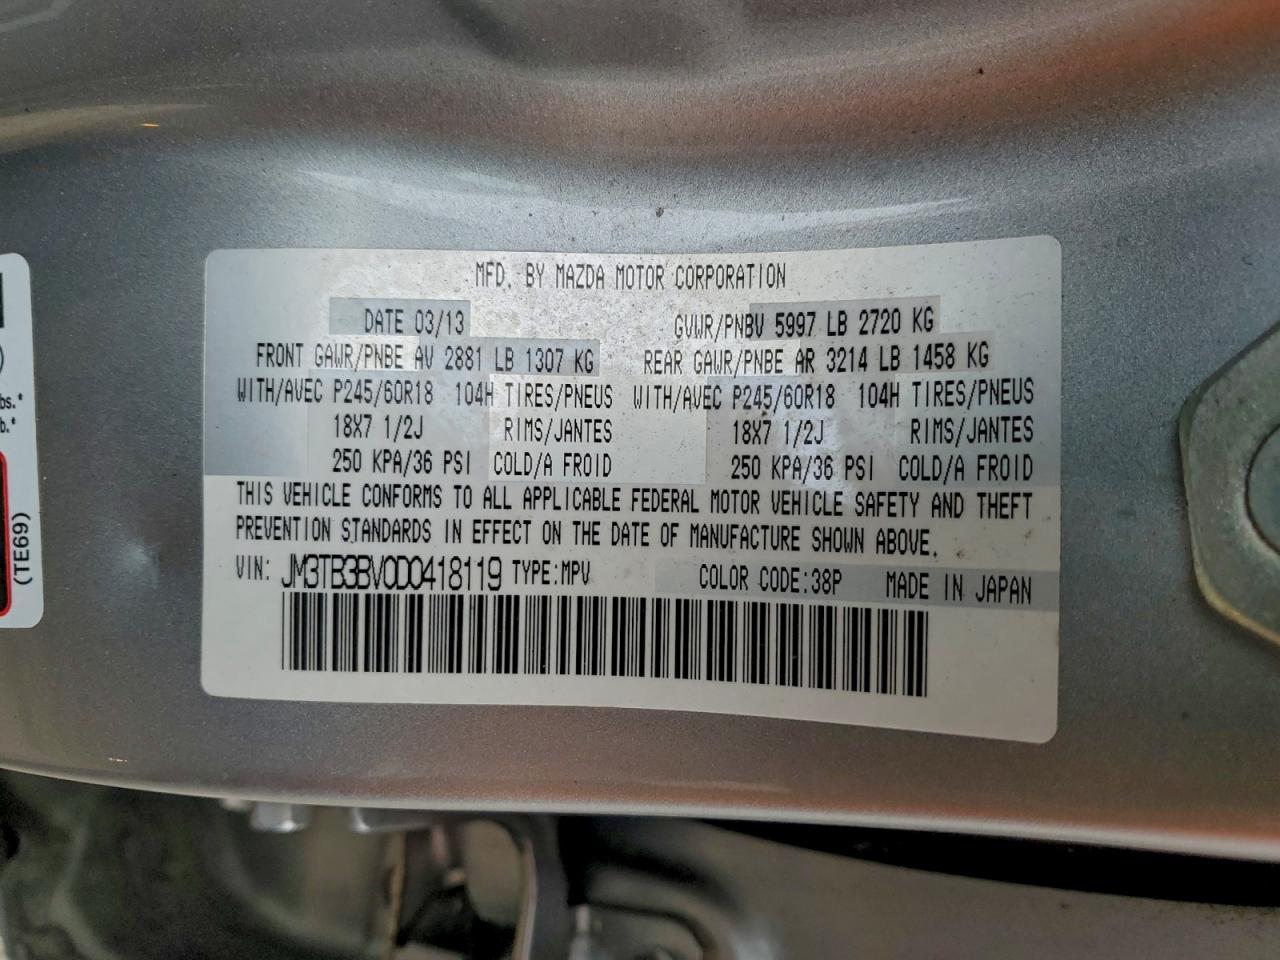 MFD. BY MAZDA MOTOR CORPORATION
DATE 03/13 GVWR/PNBV 5997 LB 2720 KG
FRONT GAWR/PNBE AV 2881 LB 1307 KG REAR GAWR/PNBE AR 3214 LB 1458 KG
WITH/AVEC P245/60R18 104H TIRES/PNEUS WITH/AVEC P245/60R18 104H TIRES/PNEUS
18X7 1/2J RIMS/JANTES 18X7 1/2J RIMS/JANTES
250 KPA/36 PSI COLD/A FROID 250 KPA/36 PSI COLD/A FROID
THIS VEHICLE CONFORMS TO ALL APPLICABLE FEDERAL MOTOR VEHICLE SAFETY AND THEFT
PREVENTION STANDARDS IN EFFECT ON THE DATE OF MANUFACTURE SHOWN ABOVE.
VIN: JM3TB3BV0D0418119 TYPE:MPV COLOR CODE:38P MADE IN JAPAN
bs.*
b.*
(TE69)